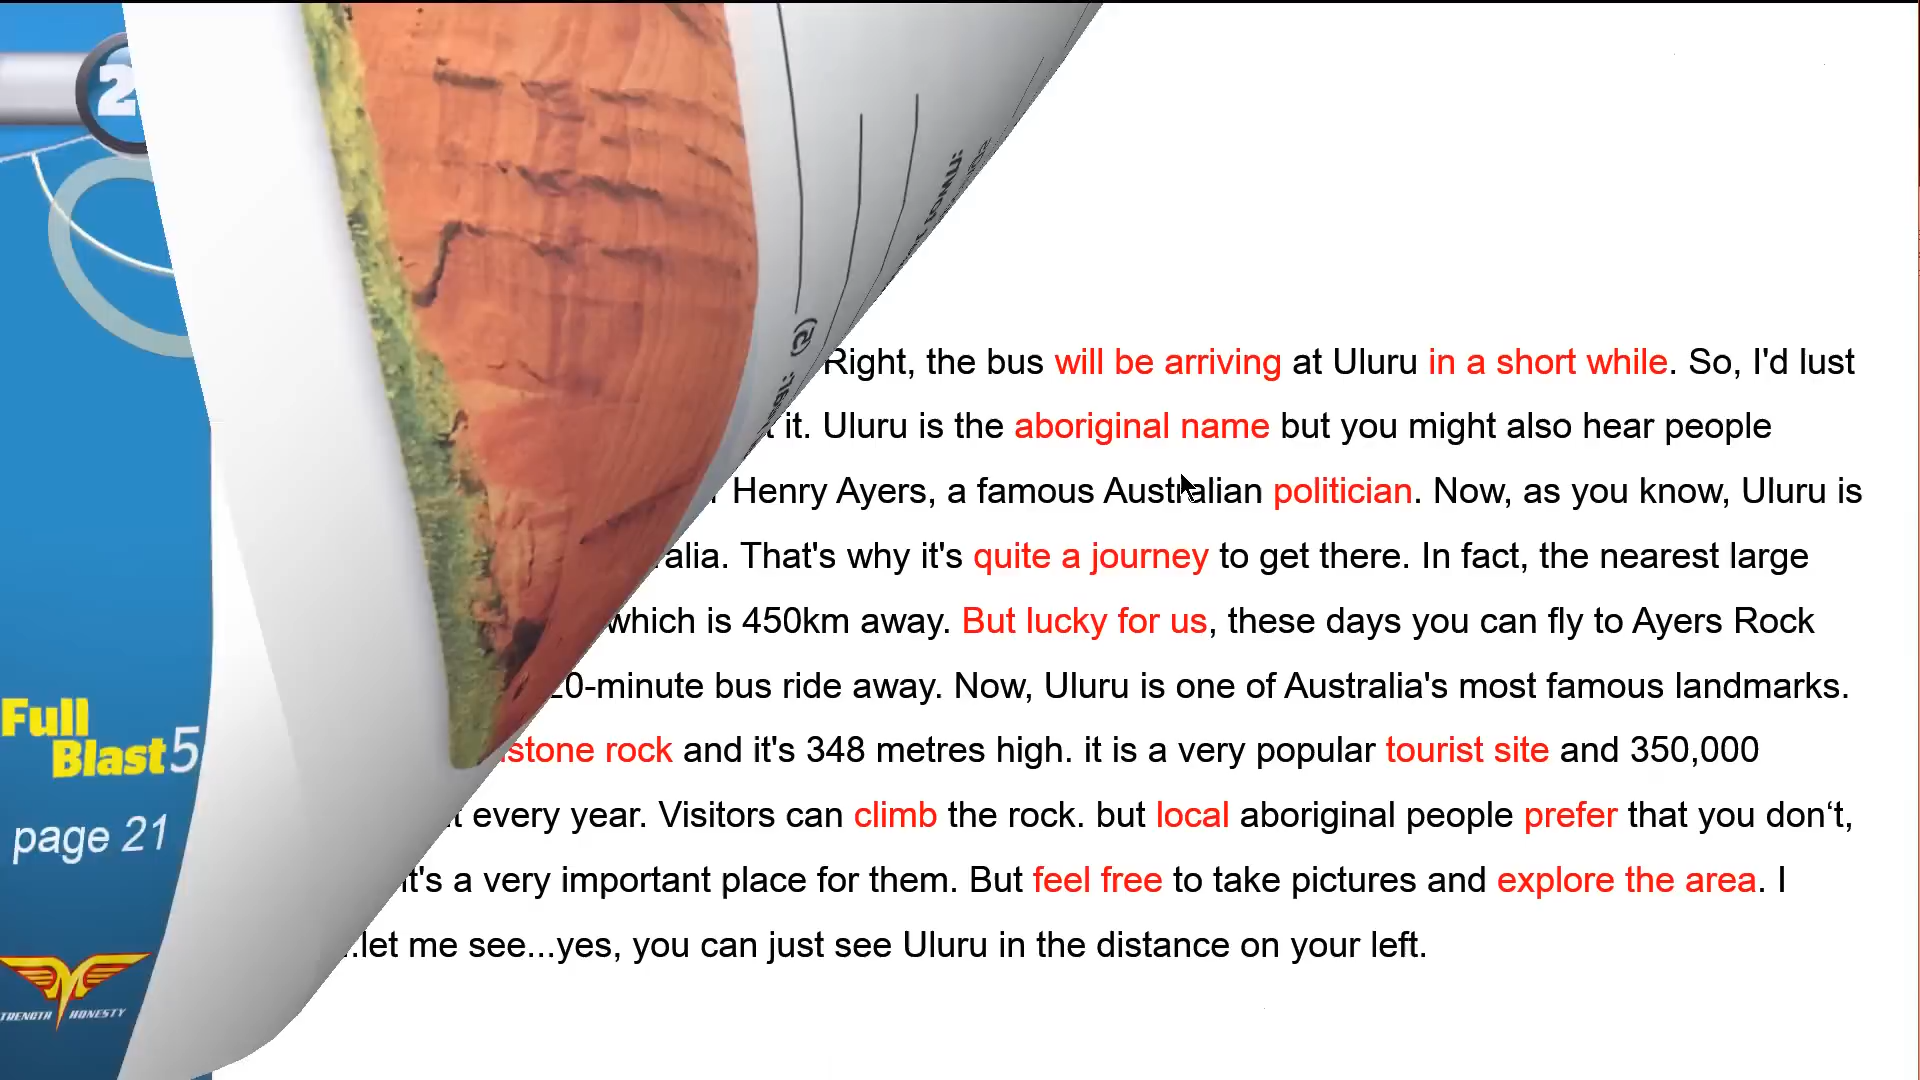 2
Right, the bus will be arriving at Uluru in a short while. So, I'd lust
it. Uluru is the aboriginal name but you might also hear people
Henry Ayers, a famous Australian politician. Now, as you know, Uluru is
alia. That's why it's quite a journey to get there. In fact, the nearest large
which is 450km away. But lucky for us, these days you can fly to Ayers Rock
20-minute bus ride away. Now, Uluru is one of Australia's most famous landmarks.
stone rock and it's 348 metres high. it is a very popular tourist site and 350,000
every year. Visitors can climb the rock. but local aboriginal people prefer that you don‘t,
it's a very important place for them. But feel free to take pictures and explore the area. I
let me see...yes, you can just see Uluru in the distance on your left.
Full
Blast 5
page 21
TRENGTH HONESTY